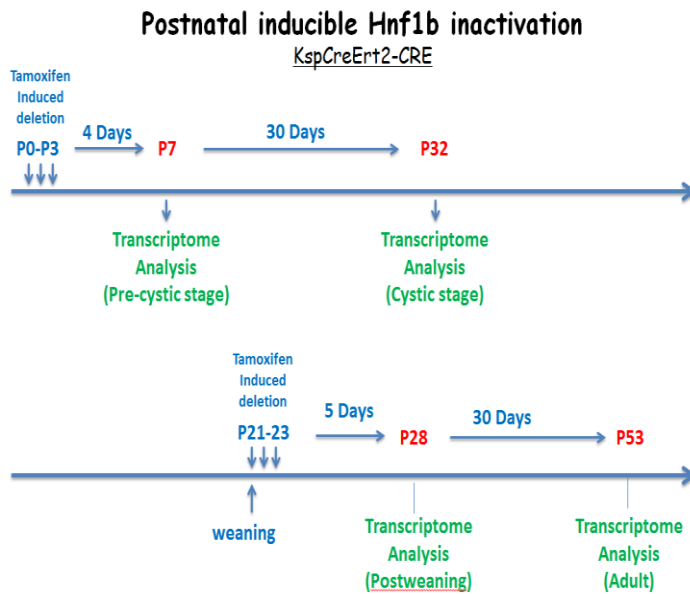 Postnatal inducible Hnf1b inactivation
KspCreErt2-CRE
Tamoxifen
Induced
deletion
P0-P3
4 Days
P7
30 Days
P32
Transcriptome
Analysis
(Pre-cystic stage)
Transcriptome
Analysis
(Cystic stage)
Tamoxifen
Induced
deletion
P21-23
5 Days
P28
30 Days
P53
weaning
Transcriptome
Analysis
(Postweaning)
Transcriptome
Analysis
(Adult)